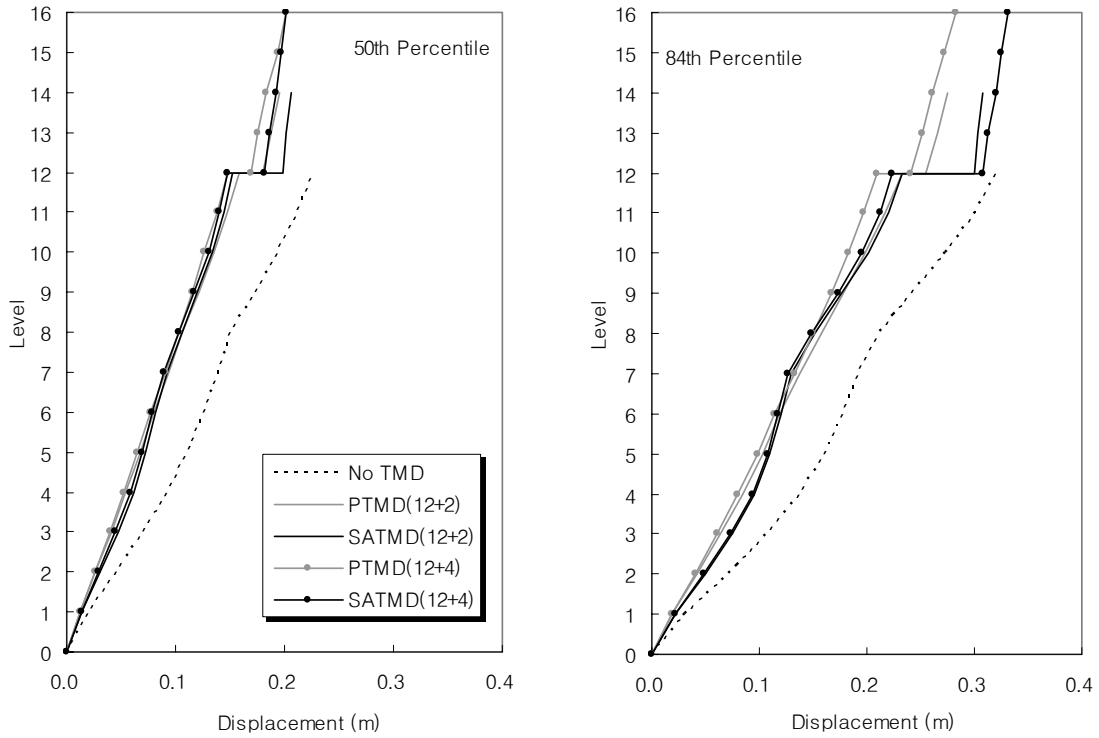 16
15
14
13
12
11
10
9
8
7
6
5
4
3
2
1
0
Level
50th Percentile
No TMD
PTMD(12+2)
SATMD(12+2)
PTMD(12+4)
SATMD(12+4)
0.0 0.1 0.2 0.3 0.4
Displacement (m)
16
15
14
13
12
11
10
9
8
7
6
5
4
3
2
1
0
Level
84th Percentile
0.0 0.1 0.2 0.3 0.4
Displacement (m)